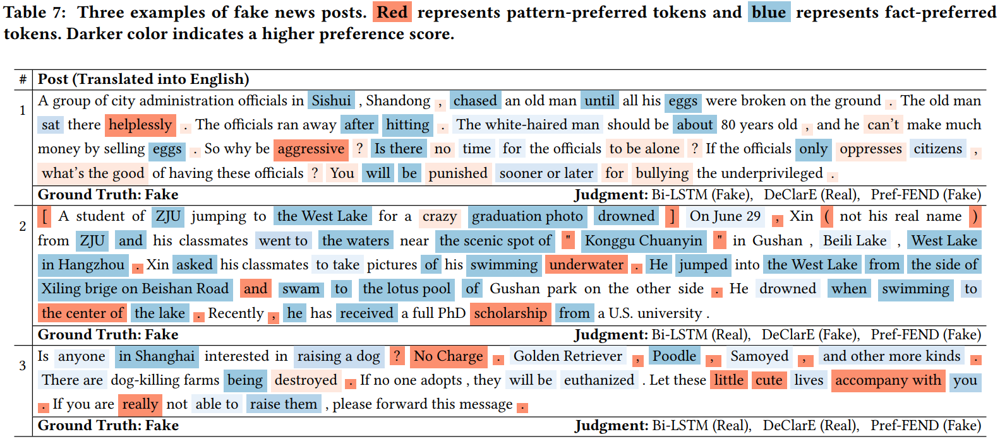 Table 7: Three examples of fake news posts. Red represents pattern-preferred tokens and blue represents fact-preferred
tokens. Darker color indicates a higher preference score.
# Post (Translated into English)
1 A group of city administration officials in Sishui , Shandong , chased an old man until all his eggs were broken on the ground . The old man
sat there helplessly . The officials ran away after hitting . The white-haired man should be about 80 years old , and he can't make much
money by selling eggs . So why be aggressive ? Is there no time for the officials to be alone ? If the officials only oppresses citizens ,
what's the good of having these officials ? You will be punished sooner or later for bullying the underprivileged .
Ground Truth: Fake Judgment: Bi-LSTM (Fake), DeClarE (Real), Pref-FEND (Fake)
2 [ A student of ZJU jumping to the West Lake for a crazy graduation photo drowned ] On June 29 , Xin ( not his real name )
from ZJU and his classmates went to the waters near the scenic spot of " Konggu Chuanyin " in Gushan , Beili Lake , West Lake
in Hangzhou . Xin asked his classmates to take pictures of his swimming underwater . He jumped into the West Lake from the side of
Xiling brige on Beishan Road and swam to the lotus pool of Gushan park on the other side . He drowned when swimming to
the center of the lake . Recently , he has received a full PhD scholarship from a U.S. university .
Ground Truth: Fake Judgment: Bi-LSTM (Real), DeClarE (Fake), Pref-FEND (Fake)
3 Is anyone in Shanghai interested in raising a dog ? No Charge . Golden Retriever , Poodle , Samoyed , and other more kinds .
There are dog-killing farms being destroyed . If no one adopts , they will be euthanized . Let these little cute lives accompany with you
. If you are really not able to raise them , please forward this message .
Ground Truth: Fake Judgment: Bi-LSTM (Real), DeClarE (Real), Pref-FEND (Fake)